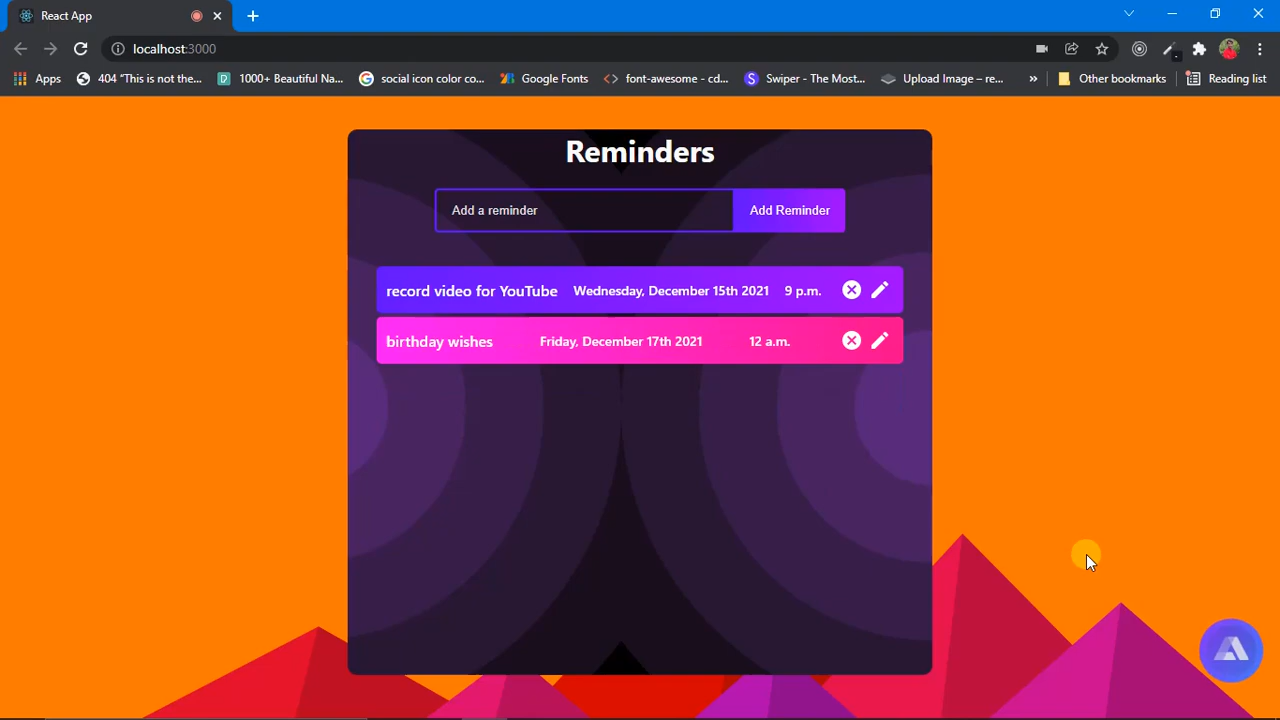 React App
localhost:3000
Apps 404 "This is not the... 1000+ Beautiful Na... social icon color co... Google Fonts font-awesome - cd... Swiper - The Most... Upload Image – re... » Other bookmarks Reading list
Reminders
Add a reminder Add Reminder
record video for YouTube Wednesday, December 15th 2021 9 p.m.
birthday wishes Friday, December 17th 2021 12 a.m.